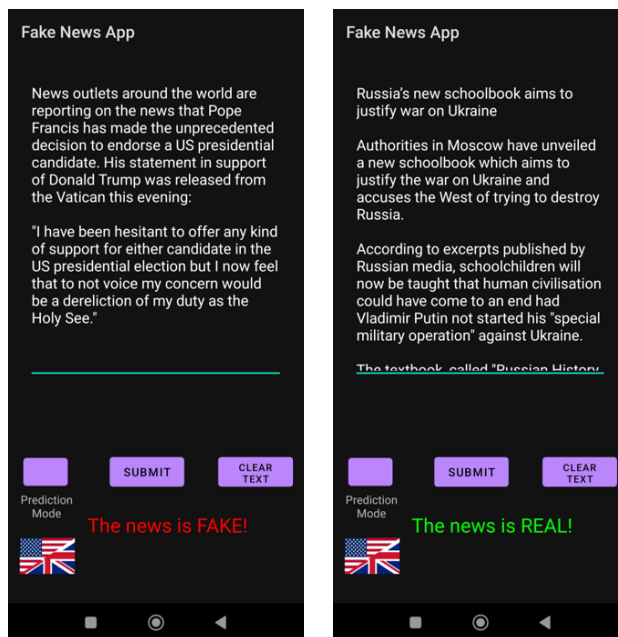 Fake News App
News outlets around the world are
reporting on the news that Pope
Francis has made the unprecedented
decision to endorse a US presidential
candidate. His statement in support
of Donald Trump was released from
the Vatican this evening:
"I have been hesitant to offer any kind
of support for either candidate in the
US presidential election but I now feel
that to not voice my concern would
be a dereliction of my duty as the
Holy See."
SUBMIT
CLEAR
TEXT
Prediction
Mode
The news is FAKE!
Fake News App
Russia's new schoolbook aims to
justify war on Ukraine
Authorities in Moscow have unveiled
a new schoolbook which aims to
justify the war on Ukraine and
accuses the West of trying to destroy
Russia.
According to excerpts published by
Russian media, schoolchildren will
now be taught that human civilisation
could have come to an end had
Vladimir Putin not started his "special
military operation" against Ukraine.
The textbook, called "Russian History
SUBMIT
CLEAR
TEXT
Prediction
Mode
The news is REAL!